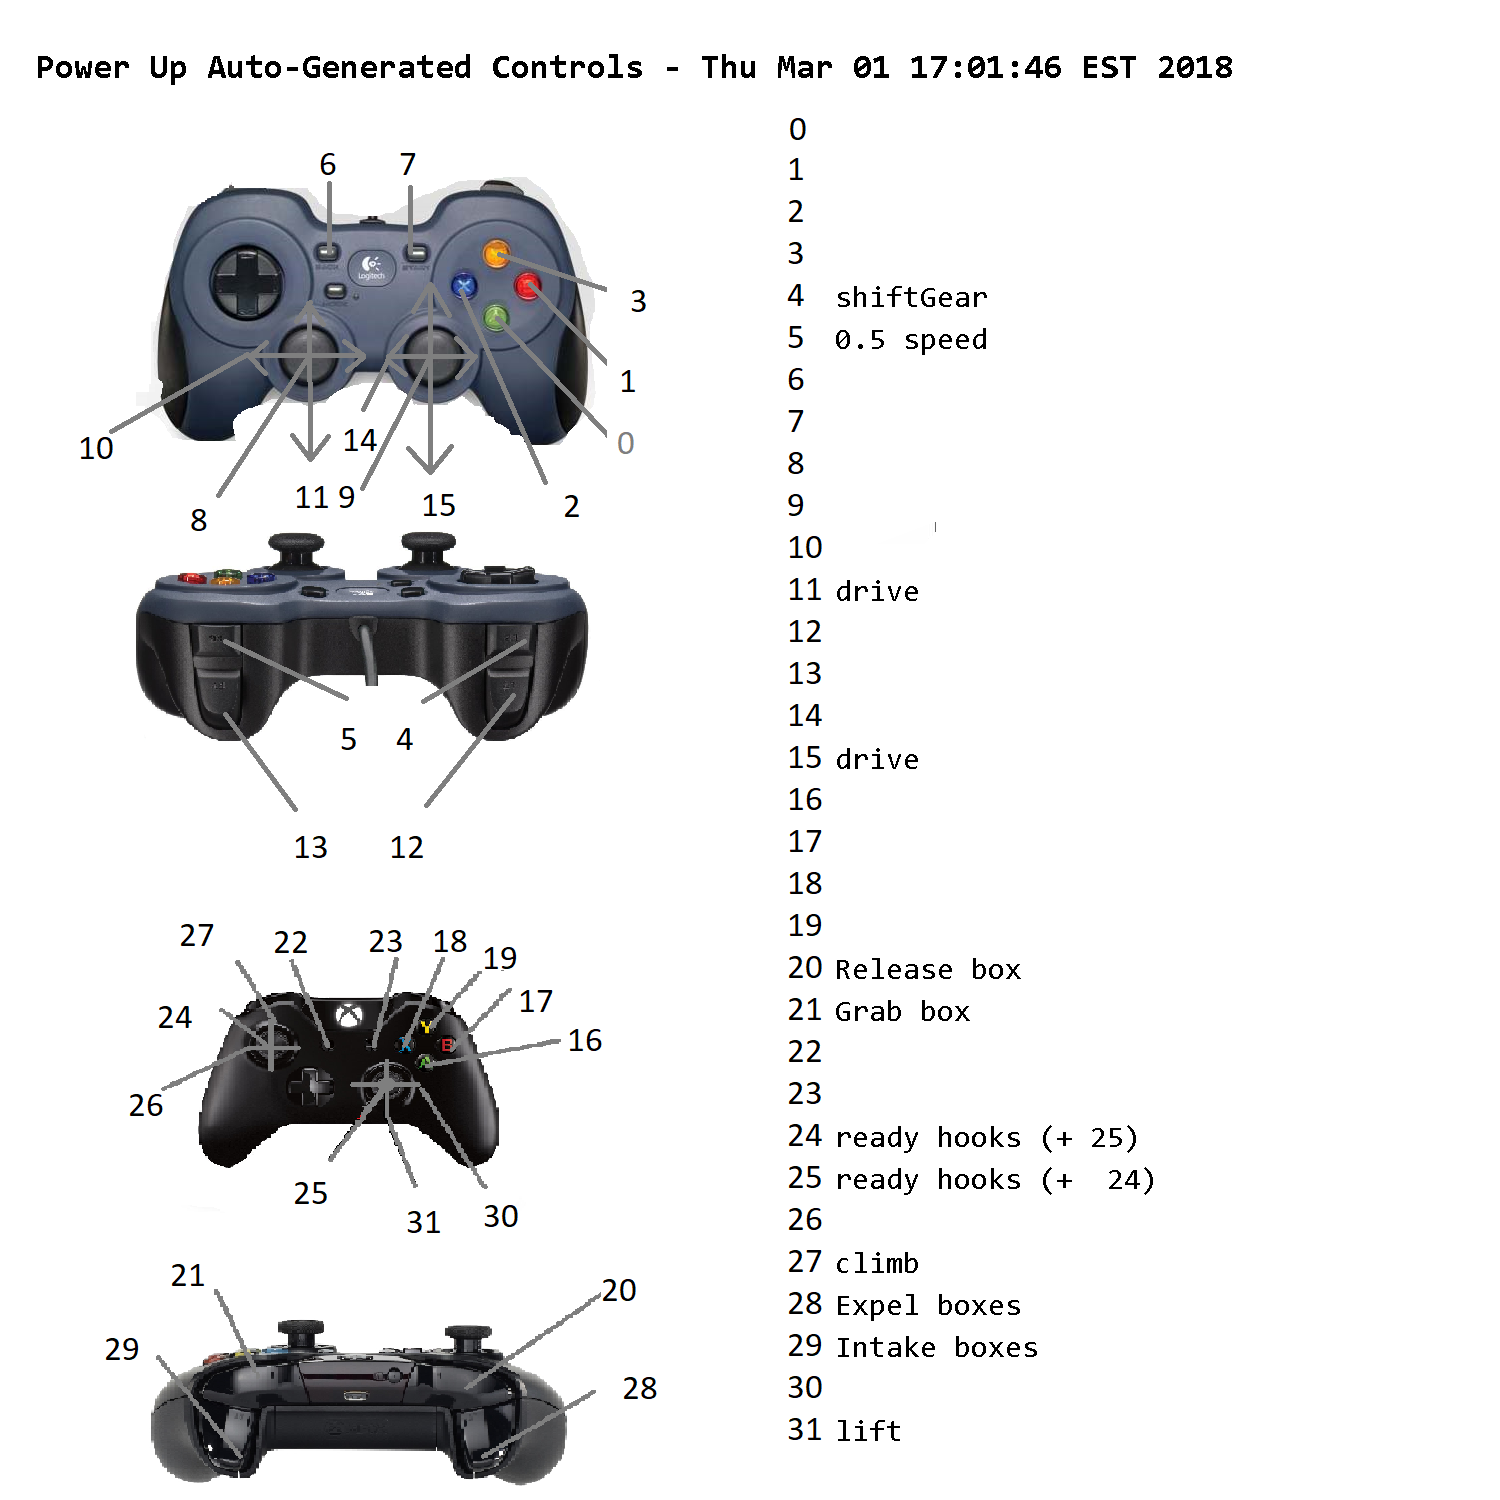 Power Up Auto-Generated Controls - Thu Mar 01 17:01:46 EST 2018
6 7
Logitech
X
3
1
0
10
14
11 9 15
8
2
5 4
13 12
27 22 23 18 19
24
17
Y
X B
A
16
26
25
31 30
21
20
29
28
0
1
2
3
4 shiftGear
5 0.5 speed
6
7
8
9
10
11 drive
12
13
14
15 drive
16
17
18
19
20 Release box
21 Grab box
22
23
24 ready hooks (+ 25)
25 ready hooks (+  24)
26
27 climb
28 Expel boxes
29 Intake boxes
30
31 lift